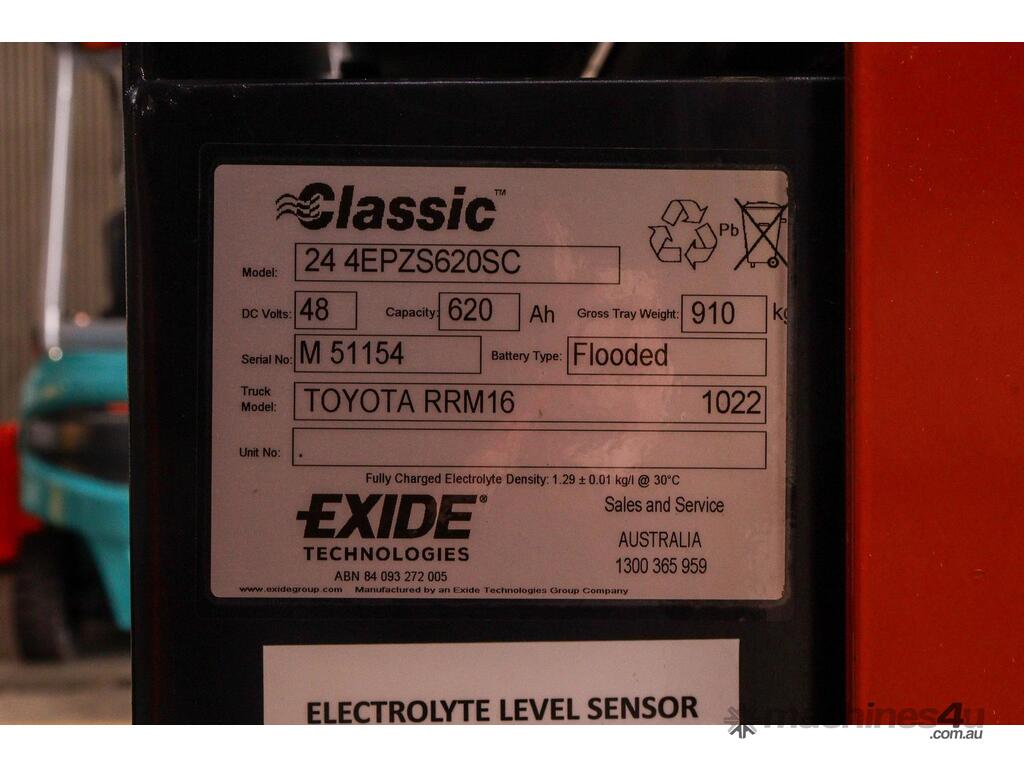 Classic™
Pb
Model: 24 4EPZS620SC
DC Volts: 48 Capacity: 620 Ah Gross Tray Weight: 910 kg
Serial No: M 51154 Battery Type: Flooded
Truck Model: TOYOTA RRM16 1022
Unit No: .
Fully Charged Electrolyte Density: 1.29 ± 0.01 kg/l @ 30°C
EXIDE® Sales and Service
TECHNOLOGIES AUSTRALIA
ABN 84 093 272 005 1300 365 959
www.exidegroup.com Manufactured by an Exide Technologies Group Company
ELECTROLYTE LEVEL SENSOR
machines4u
.com.au